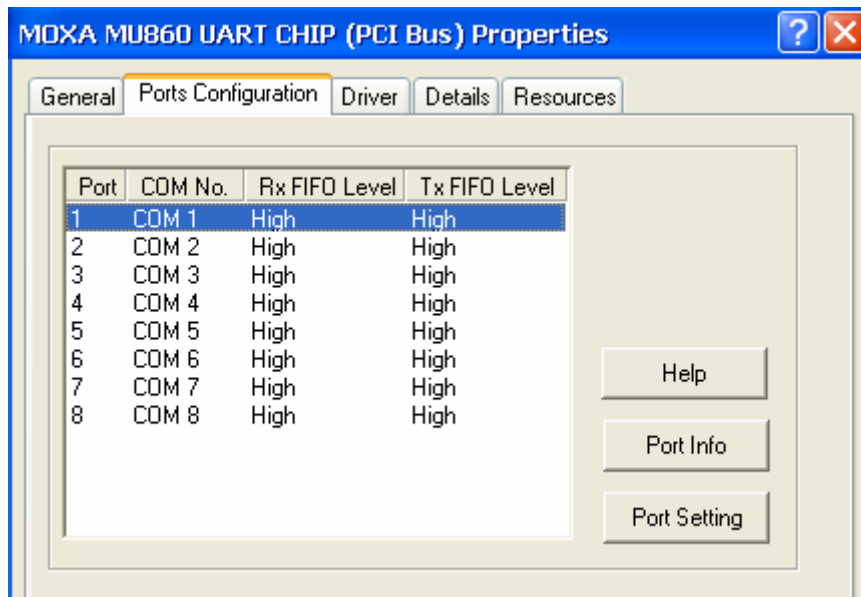 MOXA MU860 UART CHIP (PCI Bus) Properties
General Ports Configuration Driver Details Resources
Port COM No. Rx FIFO Level Tx FIFO Level
1 COM 1 High High
2 COM 2 High High
3 COM 3 High High
4 COM 4 High High
5 COM 5 High High
6 COM 6 High High
7 COM 7 High High
8 COM 8 High High
Help
Port Info
Port Setting